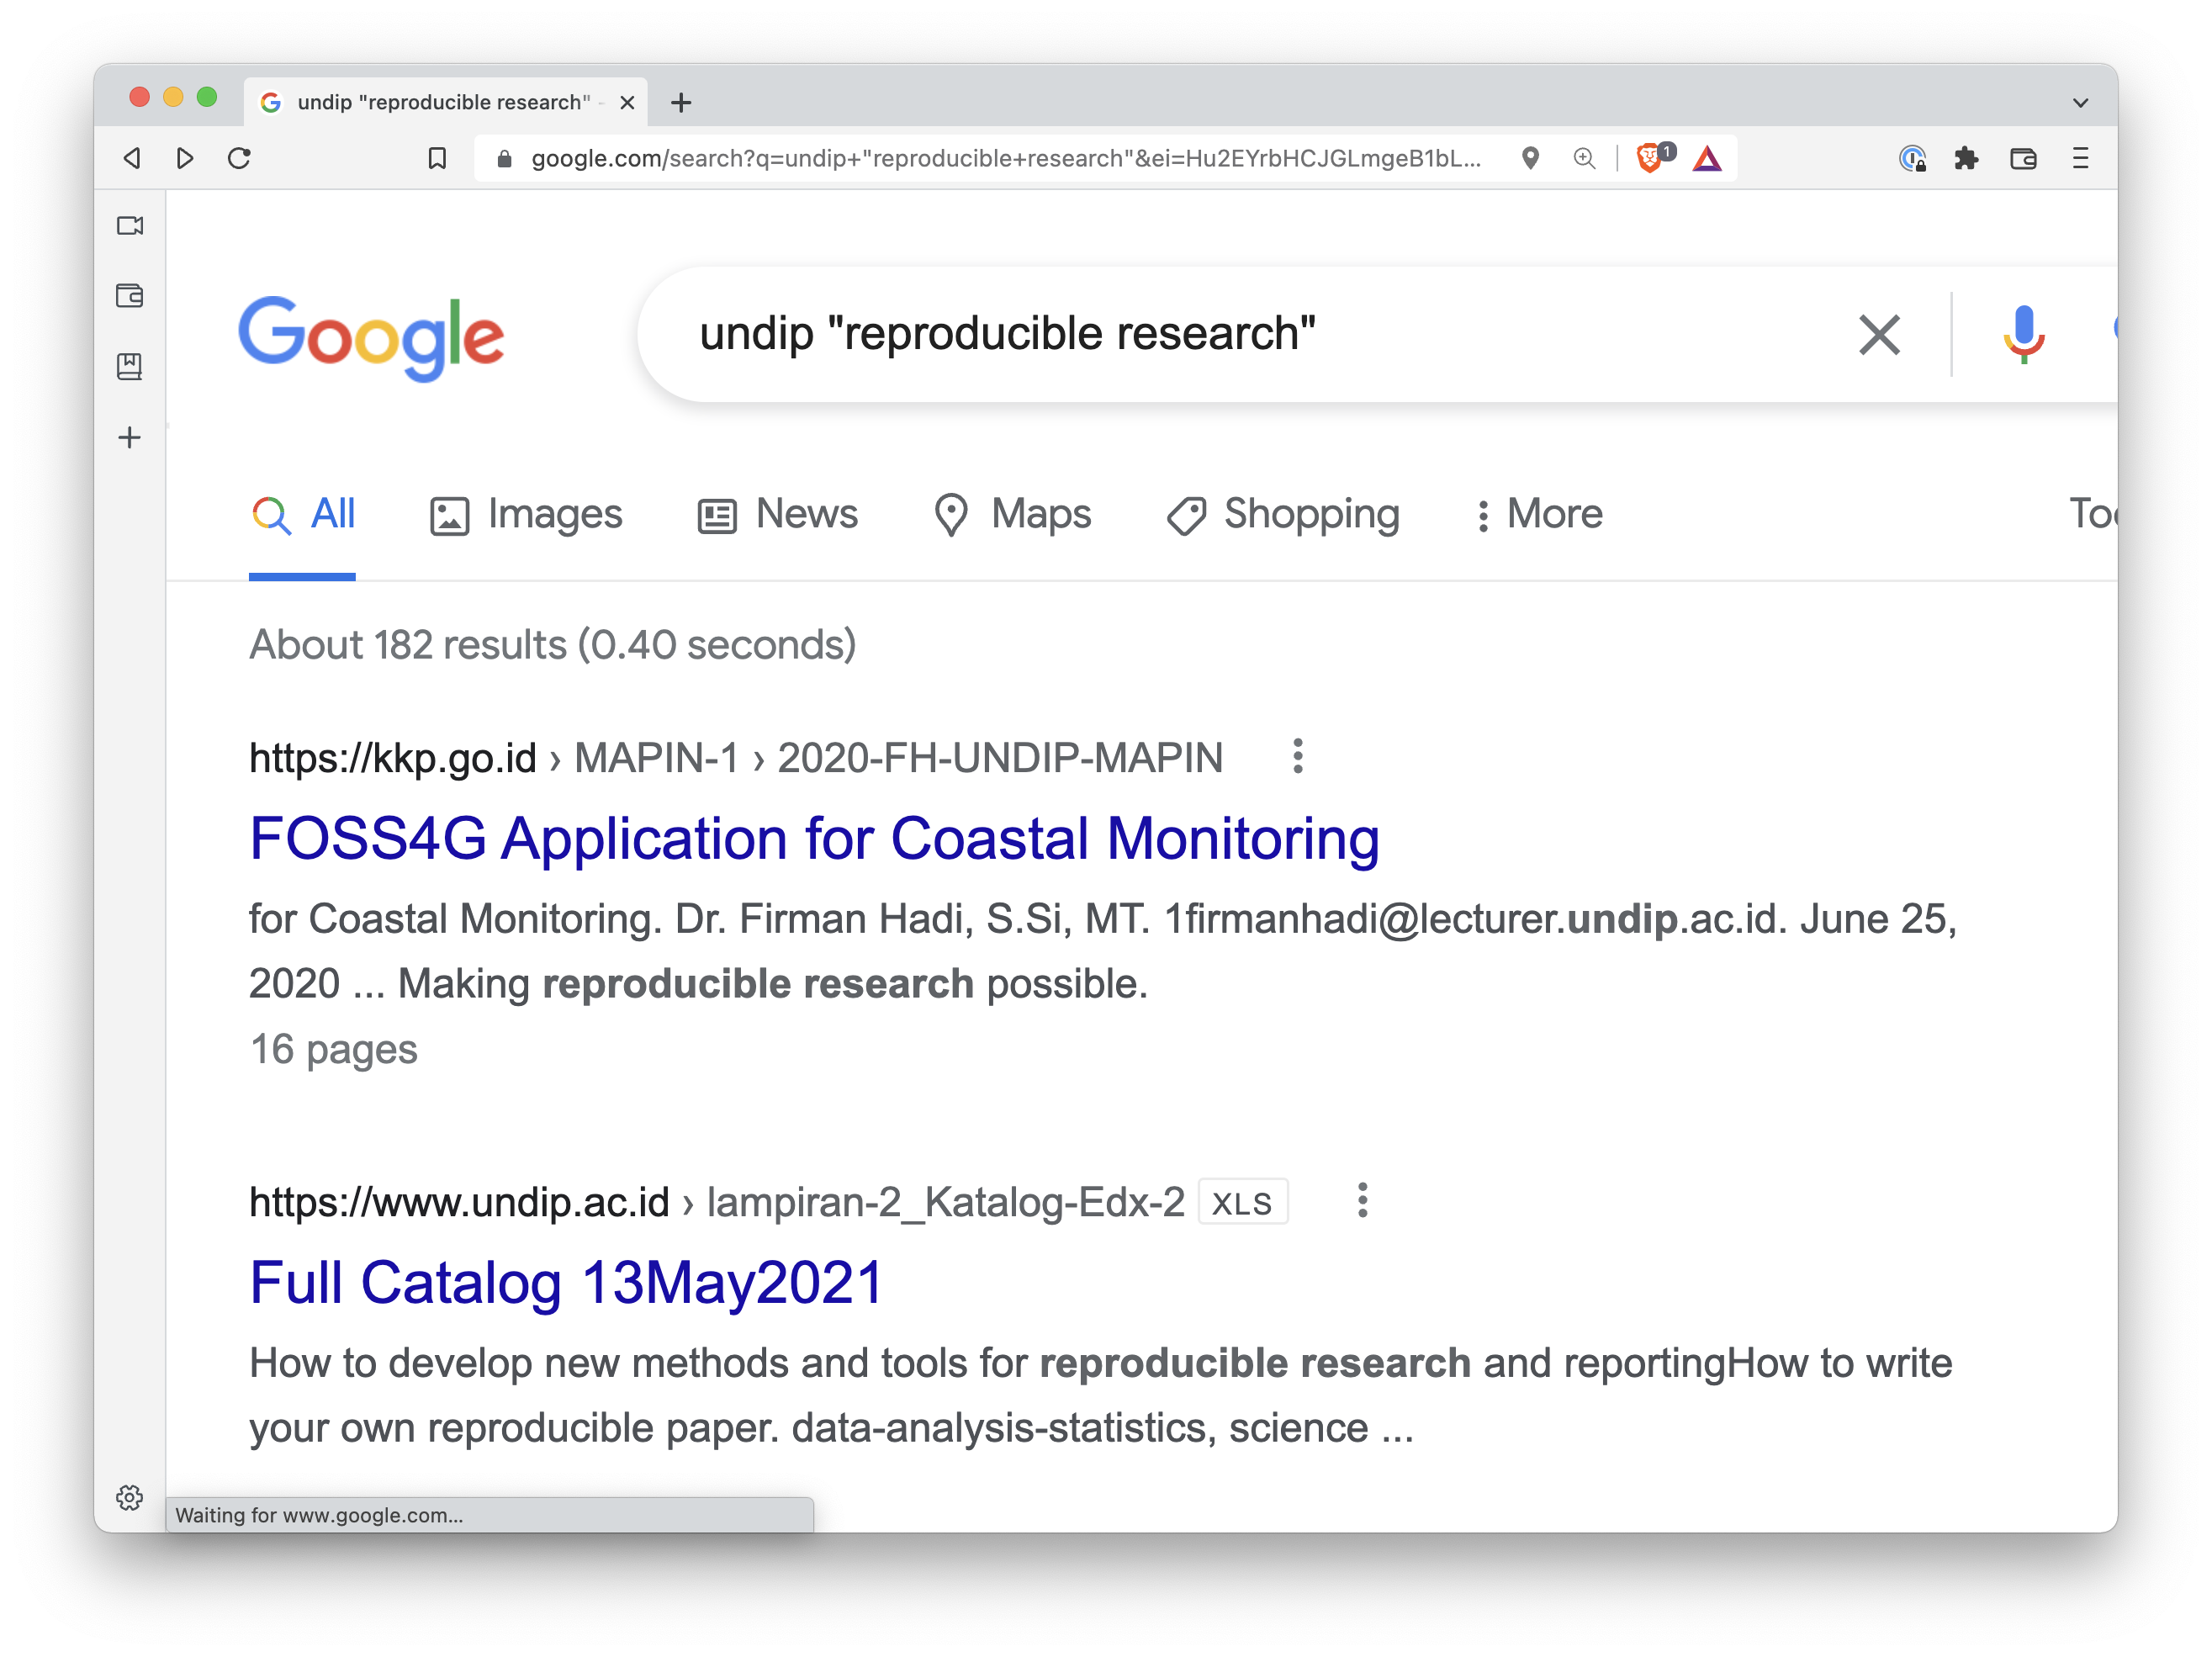 undip "reproducible research" -
google.com/search?q=undip+"reproducible+research"&ei=Hu2EYrbHCJGLmgeB1bL...
1
Google
undip "reproducible research"
All Images News Maps Shopping More
About 182 results (0.40 seconds)
https://kkp.go.id › MAPIN-1 › 2020-FH-UNDIP-MAPIN
FOSS4G Application for Coastal Monitoring
for Coastal Monitoring. Dr. Firman Hadi, S.Si, MT. 1firmanhadi@lecturer.undip.ac.id. June 25,
2020 ... Making reproducible research possible.
16 pages
https://www.undip.ac.id › lampiran-2_Katalog-Edx-2 XLS
Full Catalog 13May2021
How to develop new methods and tools for reproducible research and reportingHow to write
your own reproducible paper. data-analysis-statistics, science ...
Waiting for www.google.com...